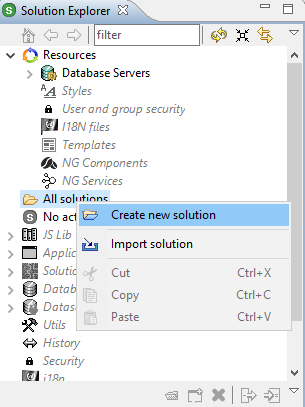 S Solution Explorer
filter
Resources
Database Servers
Styles
User and group security
I18N files
Templates
NG Components
NG Services
All solutions
Create new solution
S No act
Import solution
JS Lib
Applic
Cut Ctrl+X
Solutio
Copy Ctrl+C
Datab
Paste Ctrl+V
Datas
Utils
History
Security
i18n